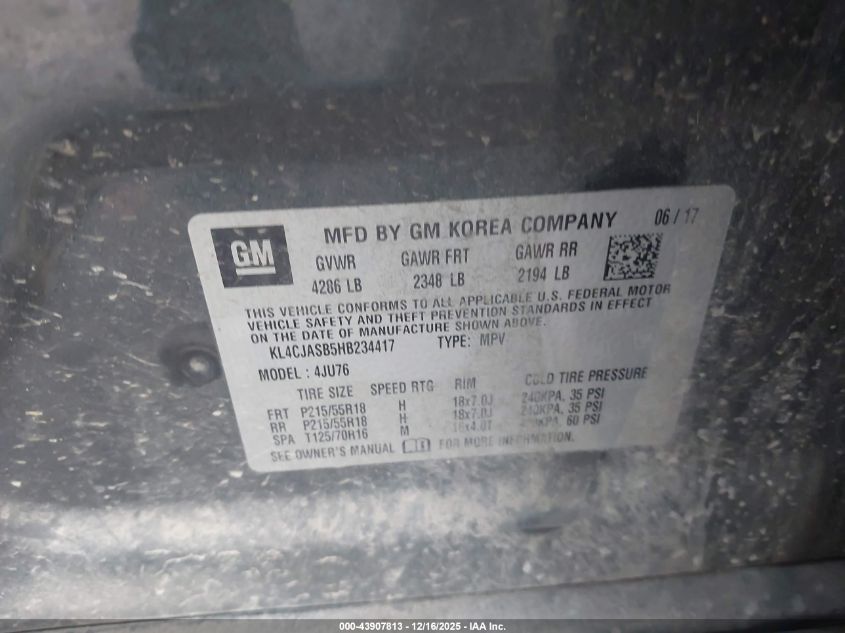 GM
MFD BY GM KOREA COMPANY 06 / 17
GVWR GAWR FRT GAWR RR
4286 LB 2348 LB 2194 LB
THIS VEHICLE CONFORMS TO ALL APPLICABLE U.S. FEDERAL MOTOR
VEHICLE SAFETY AND THEFT PREVENTION STANDARDS IN EFFECT
ON THE DATE OF MANUFACTURE SHOWN ABOVE.
KL4CJASB5HB234417 TYPE: MPV
MODEL : 4JU76
TIRE SIZE SPEED RTG RIM COLD TIRE PRESSURE
FRT P215/55R18 H 18x7.0J 240KPA, 35 PSI
RR P215/55R18 H 18x7.0J 240KPA, 35 PSI
SPA T125/70R16 M 16x4.0T 60 PSI
SEE OWNER'S MANUAL FOR MORE INFORMATION.
000-43907813 - 12/16/2025 - IAA Inc.